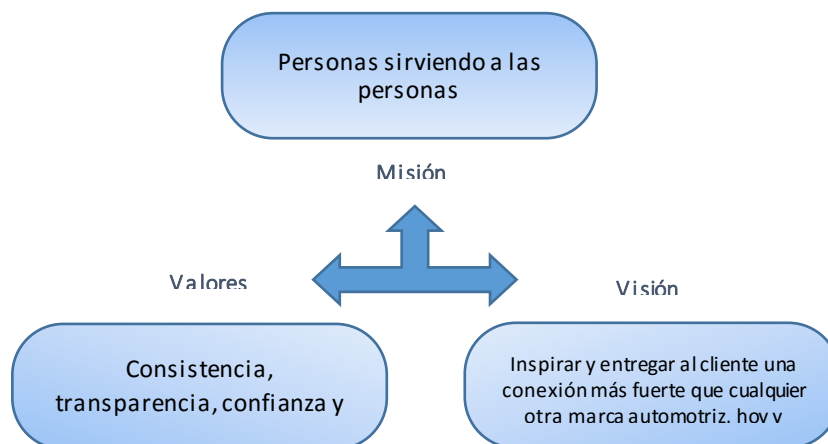 Personas sirviendo a las
personas
Misión
Valores
Visión
Consistencia,
transparencia, confianza y
Inspirar y entregar al cliente una
conexión más fuerte que cualquier
otra marca automotriz.